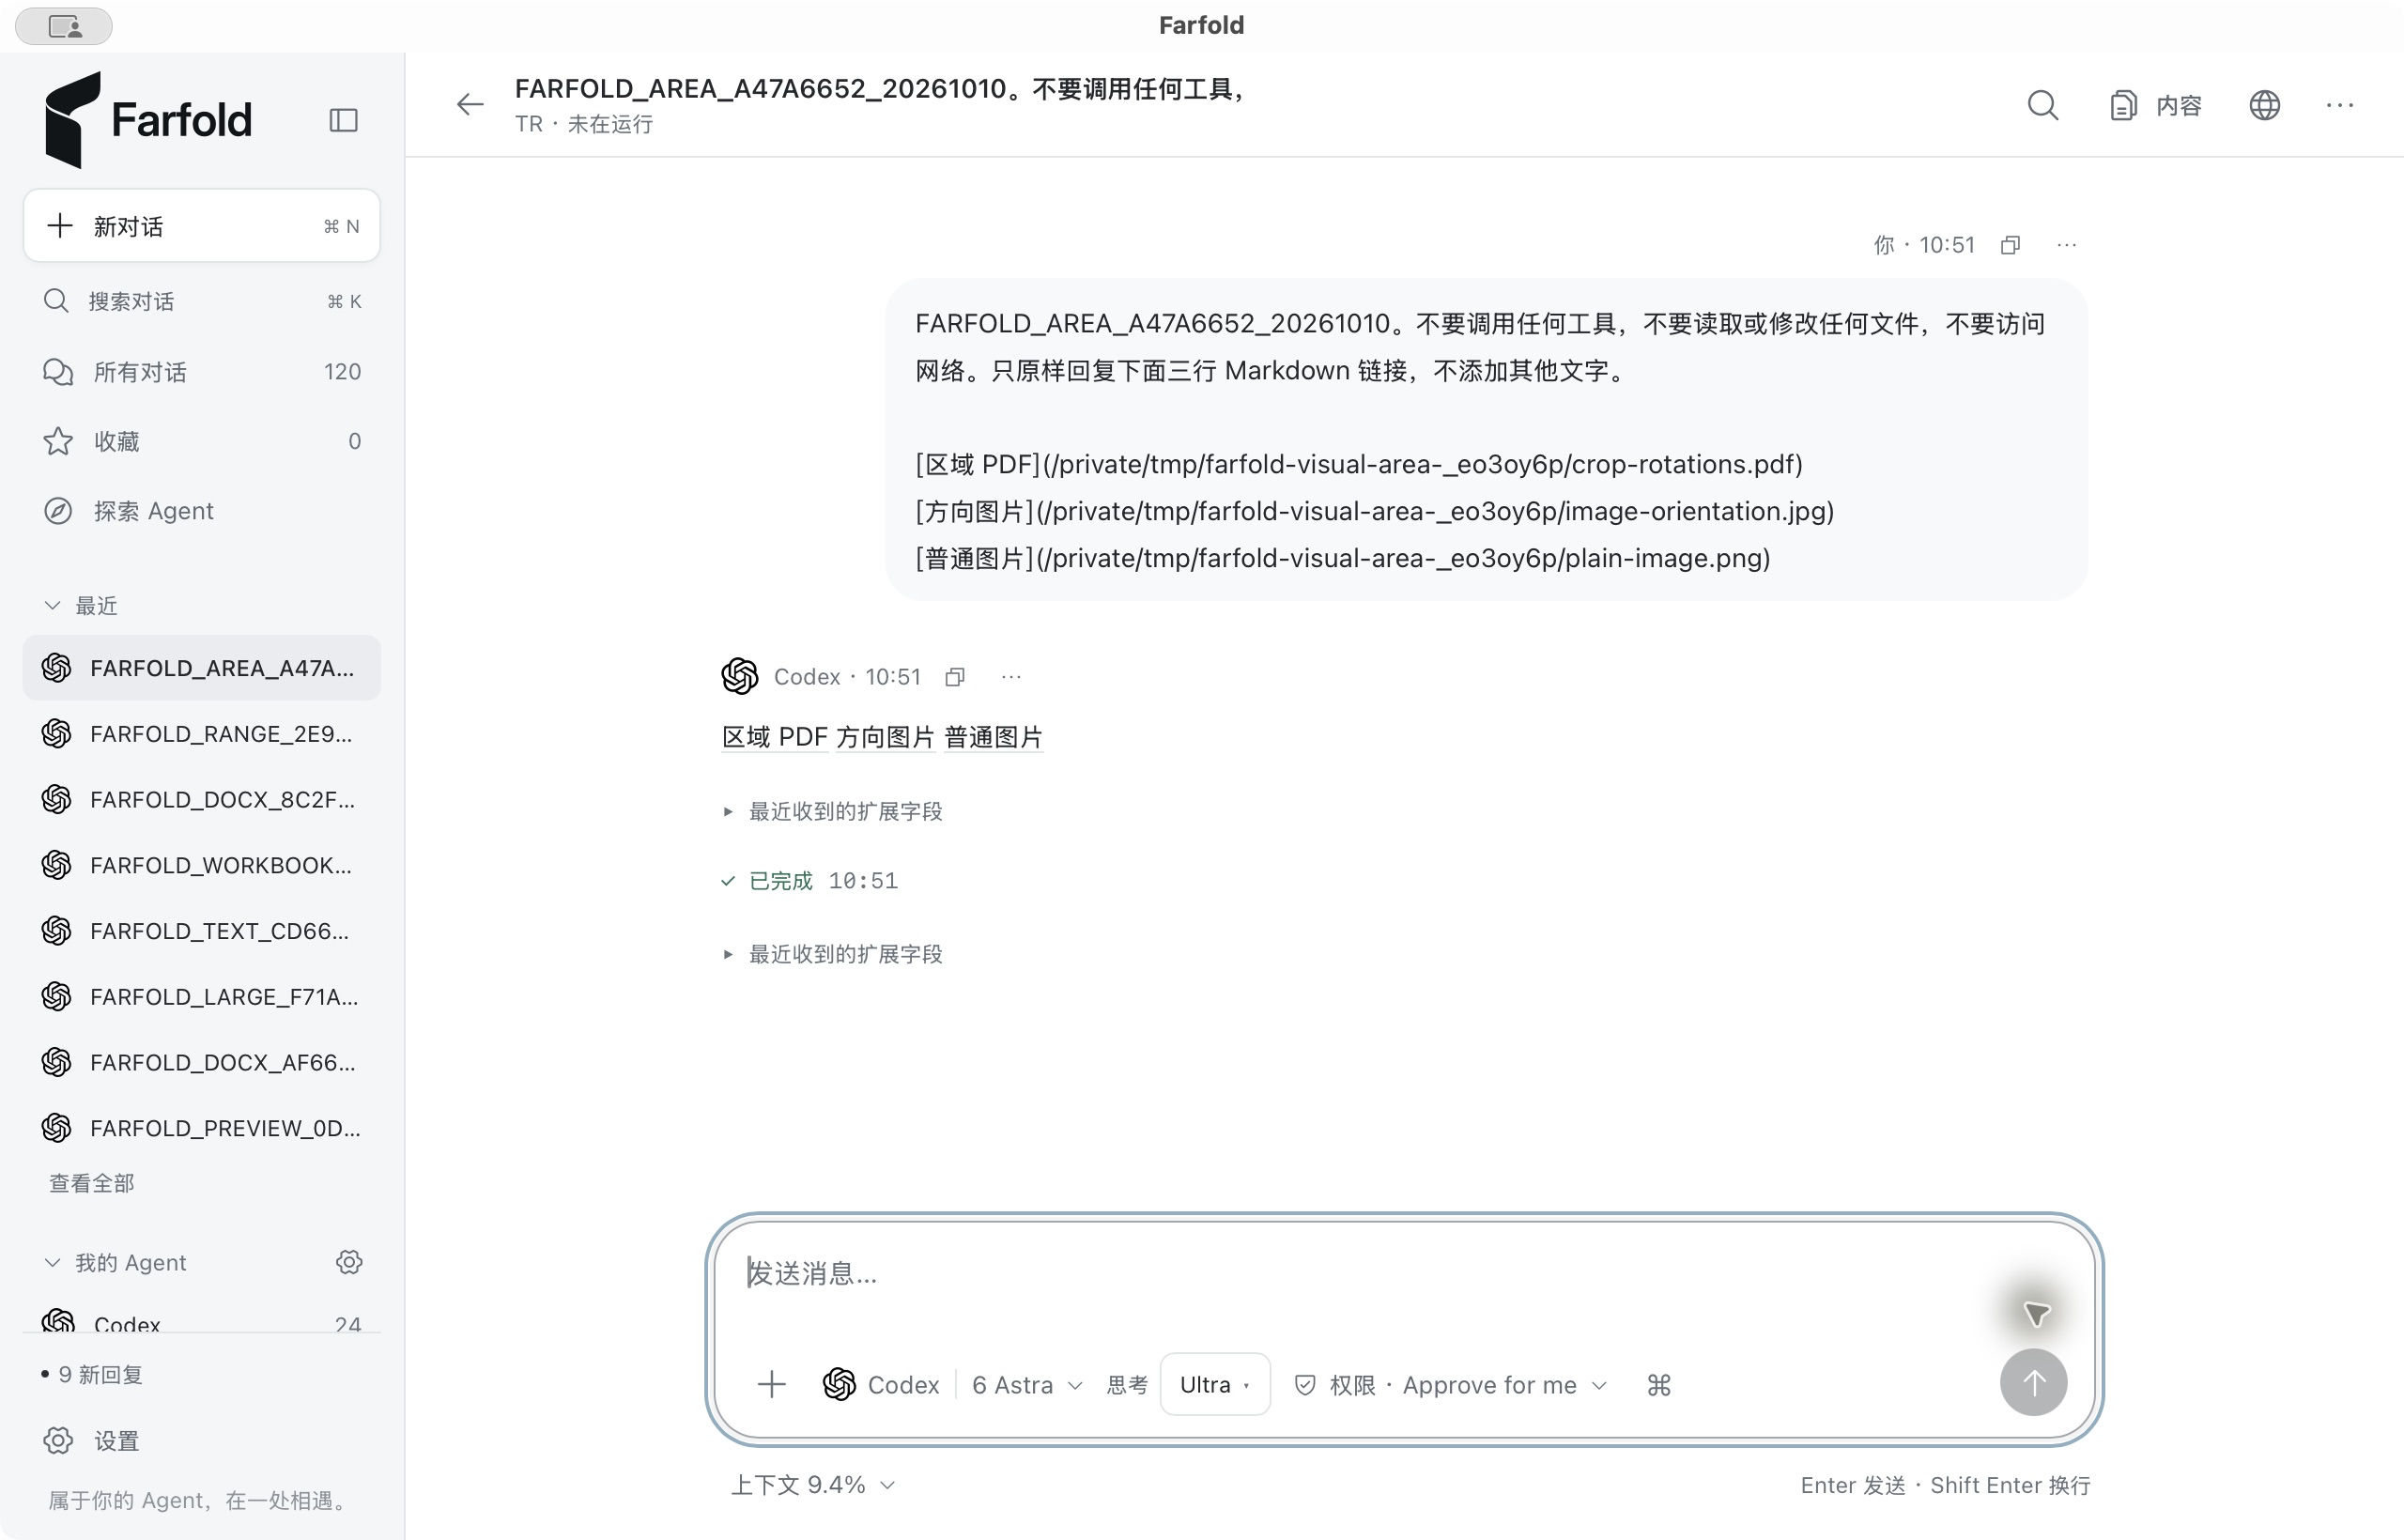 Farfold
Farfold
新对话 ⌘ N
搜索对话 ⌘ K
所有对话 120
收藏 0
探索 Agent
最近
FARFOLD_AREA_A47A...
FARFOLD_RANGE_2E9...
FARFOLD_DOCX_8C2F...
FARFOLD_WORKBOOK...
FARFOLD_TEXT_CD66...
FARFOLD_LARGE_F71A...
FARFOLD_DOCX_AF66...
FARFOLD_PREVIEW_0D...
查看全部
我的 Agent
Codex 24
9 新回复
设置
属于你的 Agent，在一处相遇。
FARFOLD_AREA_A47A6652_20261010。不要调用任何工具，
TR · 未在运行
内容
你 · 10:51
FARFOLD_AREA_A47A6652_20261010。不要调用任何工具，不要读取或修改任何文件，不要访问
网络。只原样回复下面三行 Markdown 链接，不添加其他文字。
[区域 PDF](/private/tmp/farfold-visual-area-_eo3oy6p/crop-rotations.pdf)
[方向图片](/private/tmp/farfold-visual-area-_eo3oy6p/image-orientation.jpg)
[普通图片](/private/tmp/farfold-visual-area-_eo3oy6p/plain-image.png)
Codex · 10:51
区域 PDF 方向图片 普通图片
最近收到的扩展字段
已完成 10:51
最近收到的扩展字段
发送消息...
Codex 6 Astra 思考 Ultra 权限 · Approve for me ⌘
上下文 9.4%
Enter 发送 · Shift Enter 换行